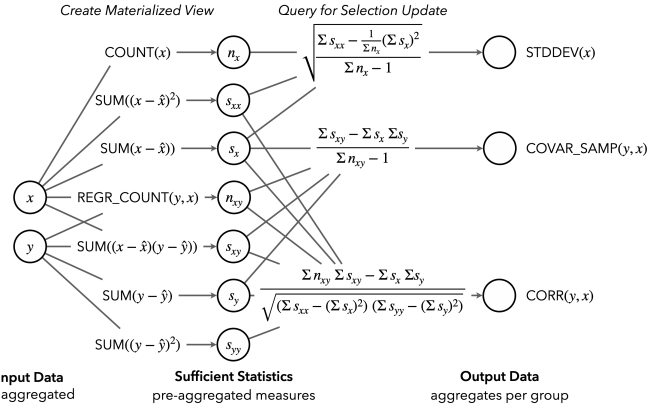 Create Materialized View
Query for Selection Update
COUNT(x)
n_x
√((Σ s_xx − 1/(Σ n_x) (Σ s_x)²) / (Σ n_x − 1))
STDDEV(x)
SUM((x − x̂)²)
s_xx
SUM(x − x̂))
s_x
(Σ s_xy − Σ s_x Σs_y) / (Σ n_xy − 1)
COVAR_SAMP(y, x)
x
REGR_COUNT(y, x)
n_xy
y
SUM((x − x̂)(y − ŷ))
s_xy
SUM(y − ŷ)
s_y
(Σ n_xy Σ s_xy − Σ s_x Σs_y) / √((Σ s_xx − (Σ s_x)²) (Σ s_yy − (Σ s_y)²))
CORR(y, x)
SUM((y − ŷ)²)
s_yy
nput Data
aggregated
Sufficient Statistics
pre-aggregated measures
Output Data
aggregates per group